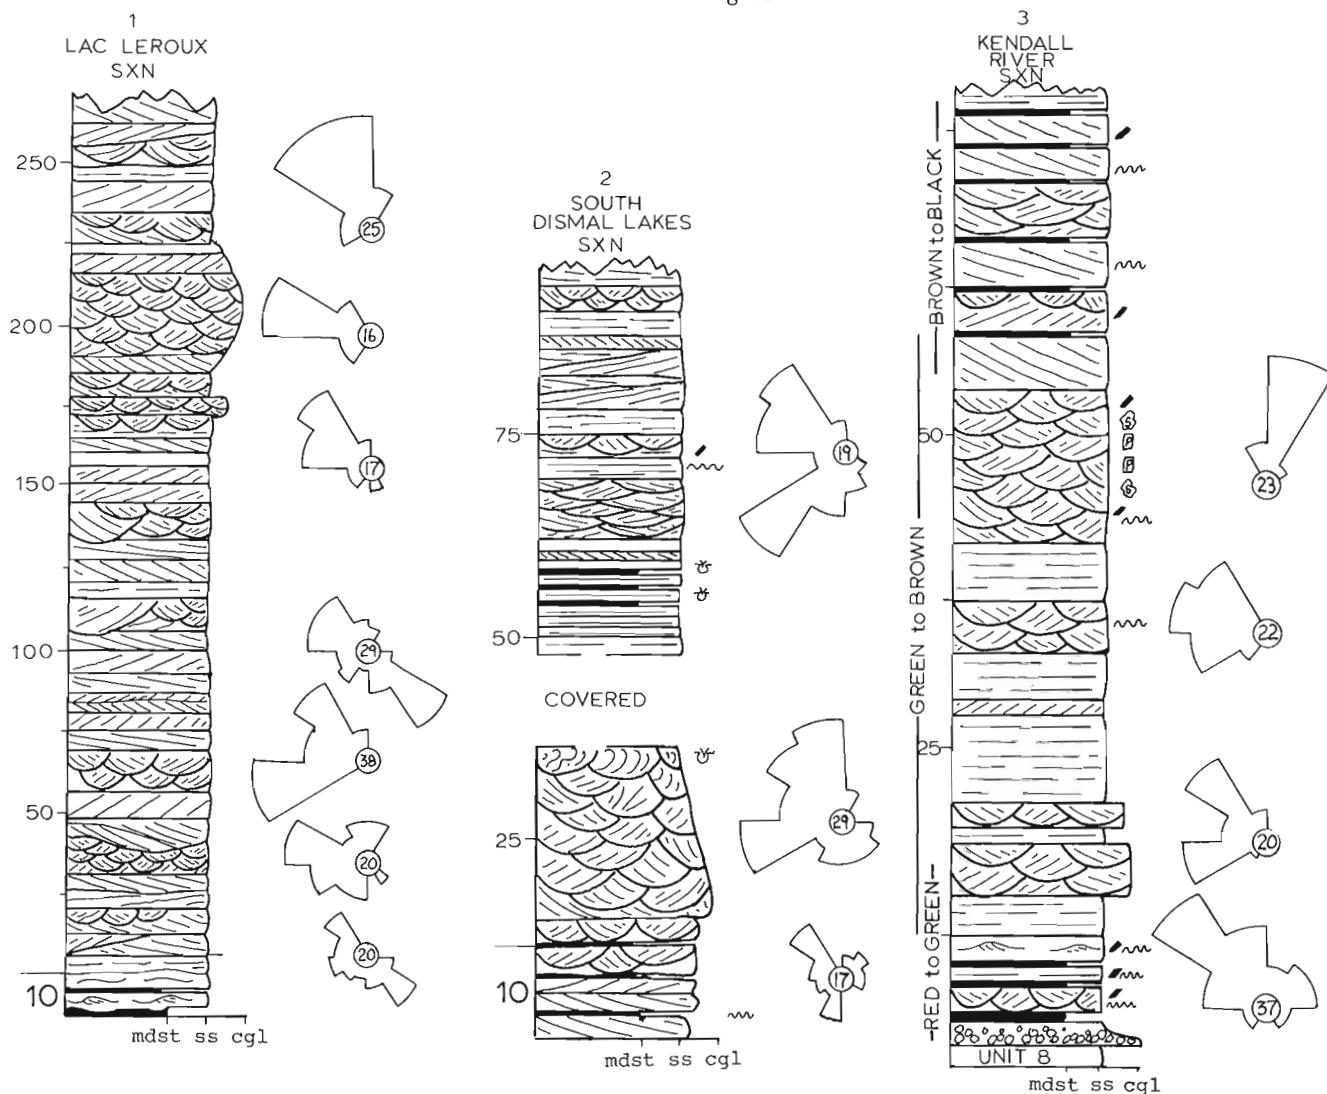 1
LAC LEROUX
SXN
250
200
150
100
50
10
mdst ss cgl
25
16
17
29
38
20
20
2
SOUTH
DISMAL LAKES
SXN
75
50
COVERED
25
10
mdst ss cgl
19
29
17
3
KENDALL
RIVER
SXN
BROWN to BLACK
GREEN to BROWN
RED to GREEN
50
25
UNIT 8
mdst ss cgl
23
22
20
37